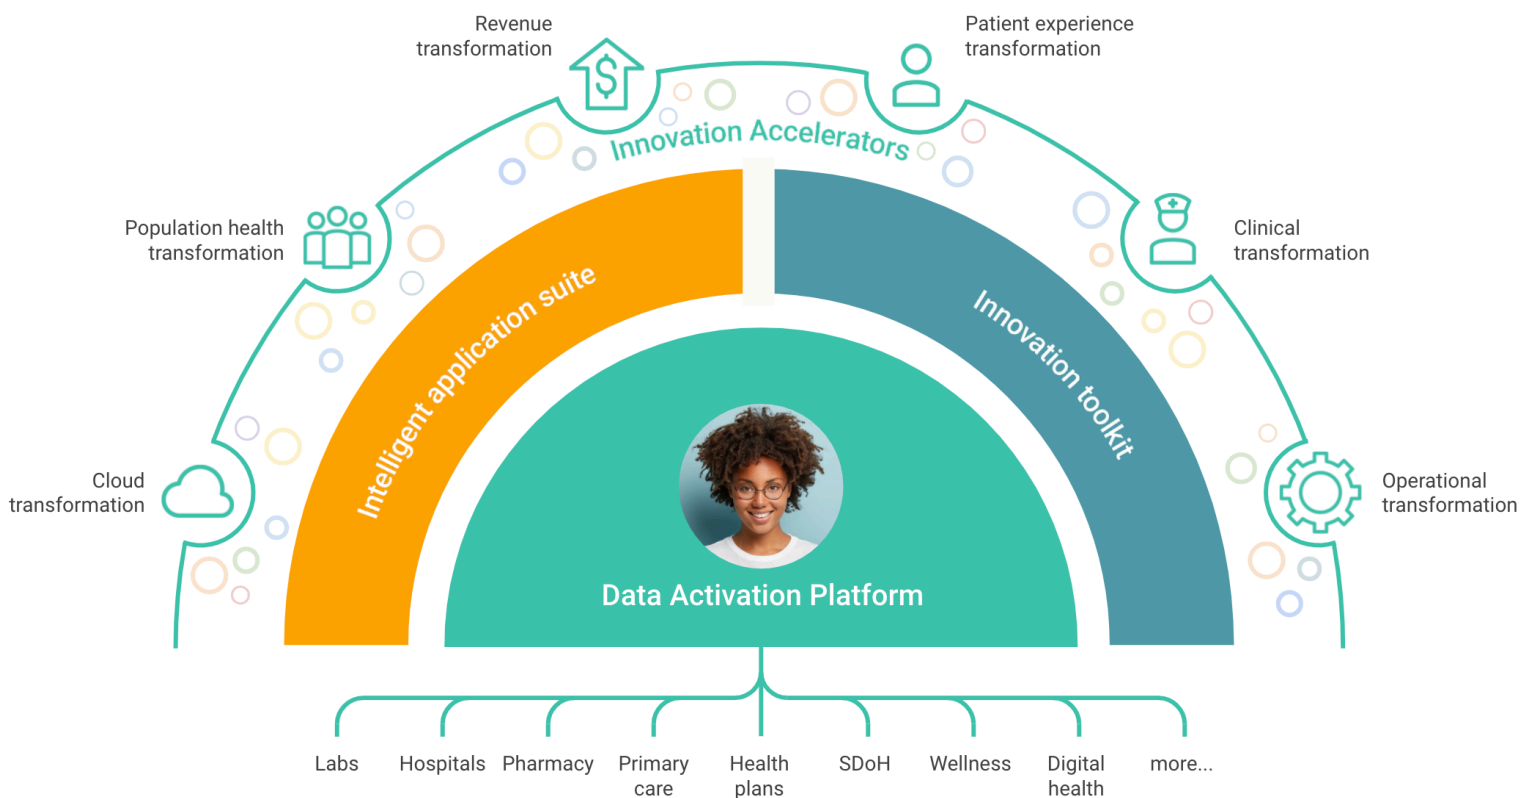 Revenue
transformation
Patient experience
transformation
Innovation Accelerators
Population health
transformation
Clinical
transformation
Intelligent application suite
Innovation toolkit
Cloud
transformation
Operational
transformation
$
Data Activation Platform
Labs
Hospitals
Pharmacy
Primary
care
Health
plans
SDoH
Wellness
Digital
health
more...